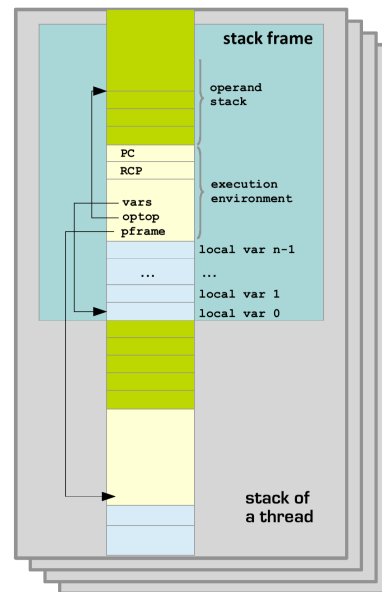 stack frame
operand
stack
PC
RCP
execution
environment
vars
optop
pframe
local var n-1
... ...
local var 1
local var 0
stack of
a thread